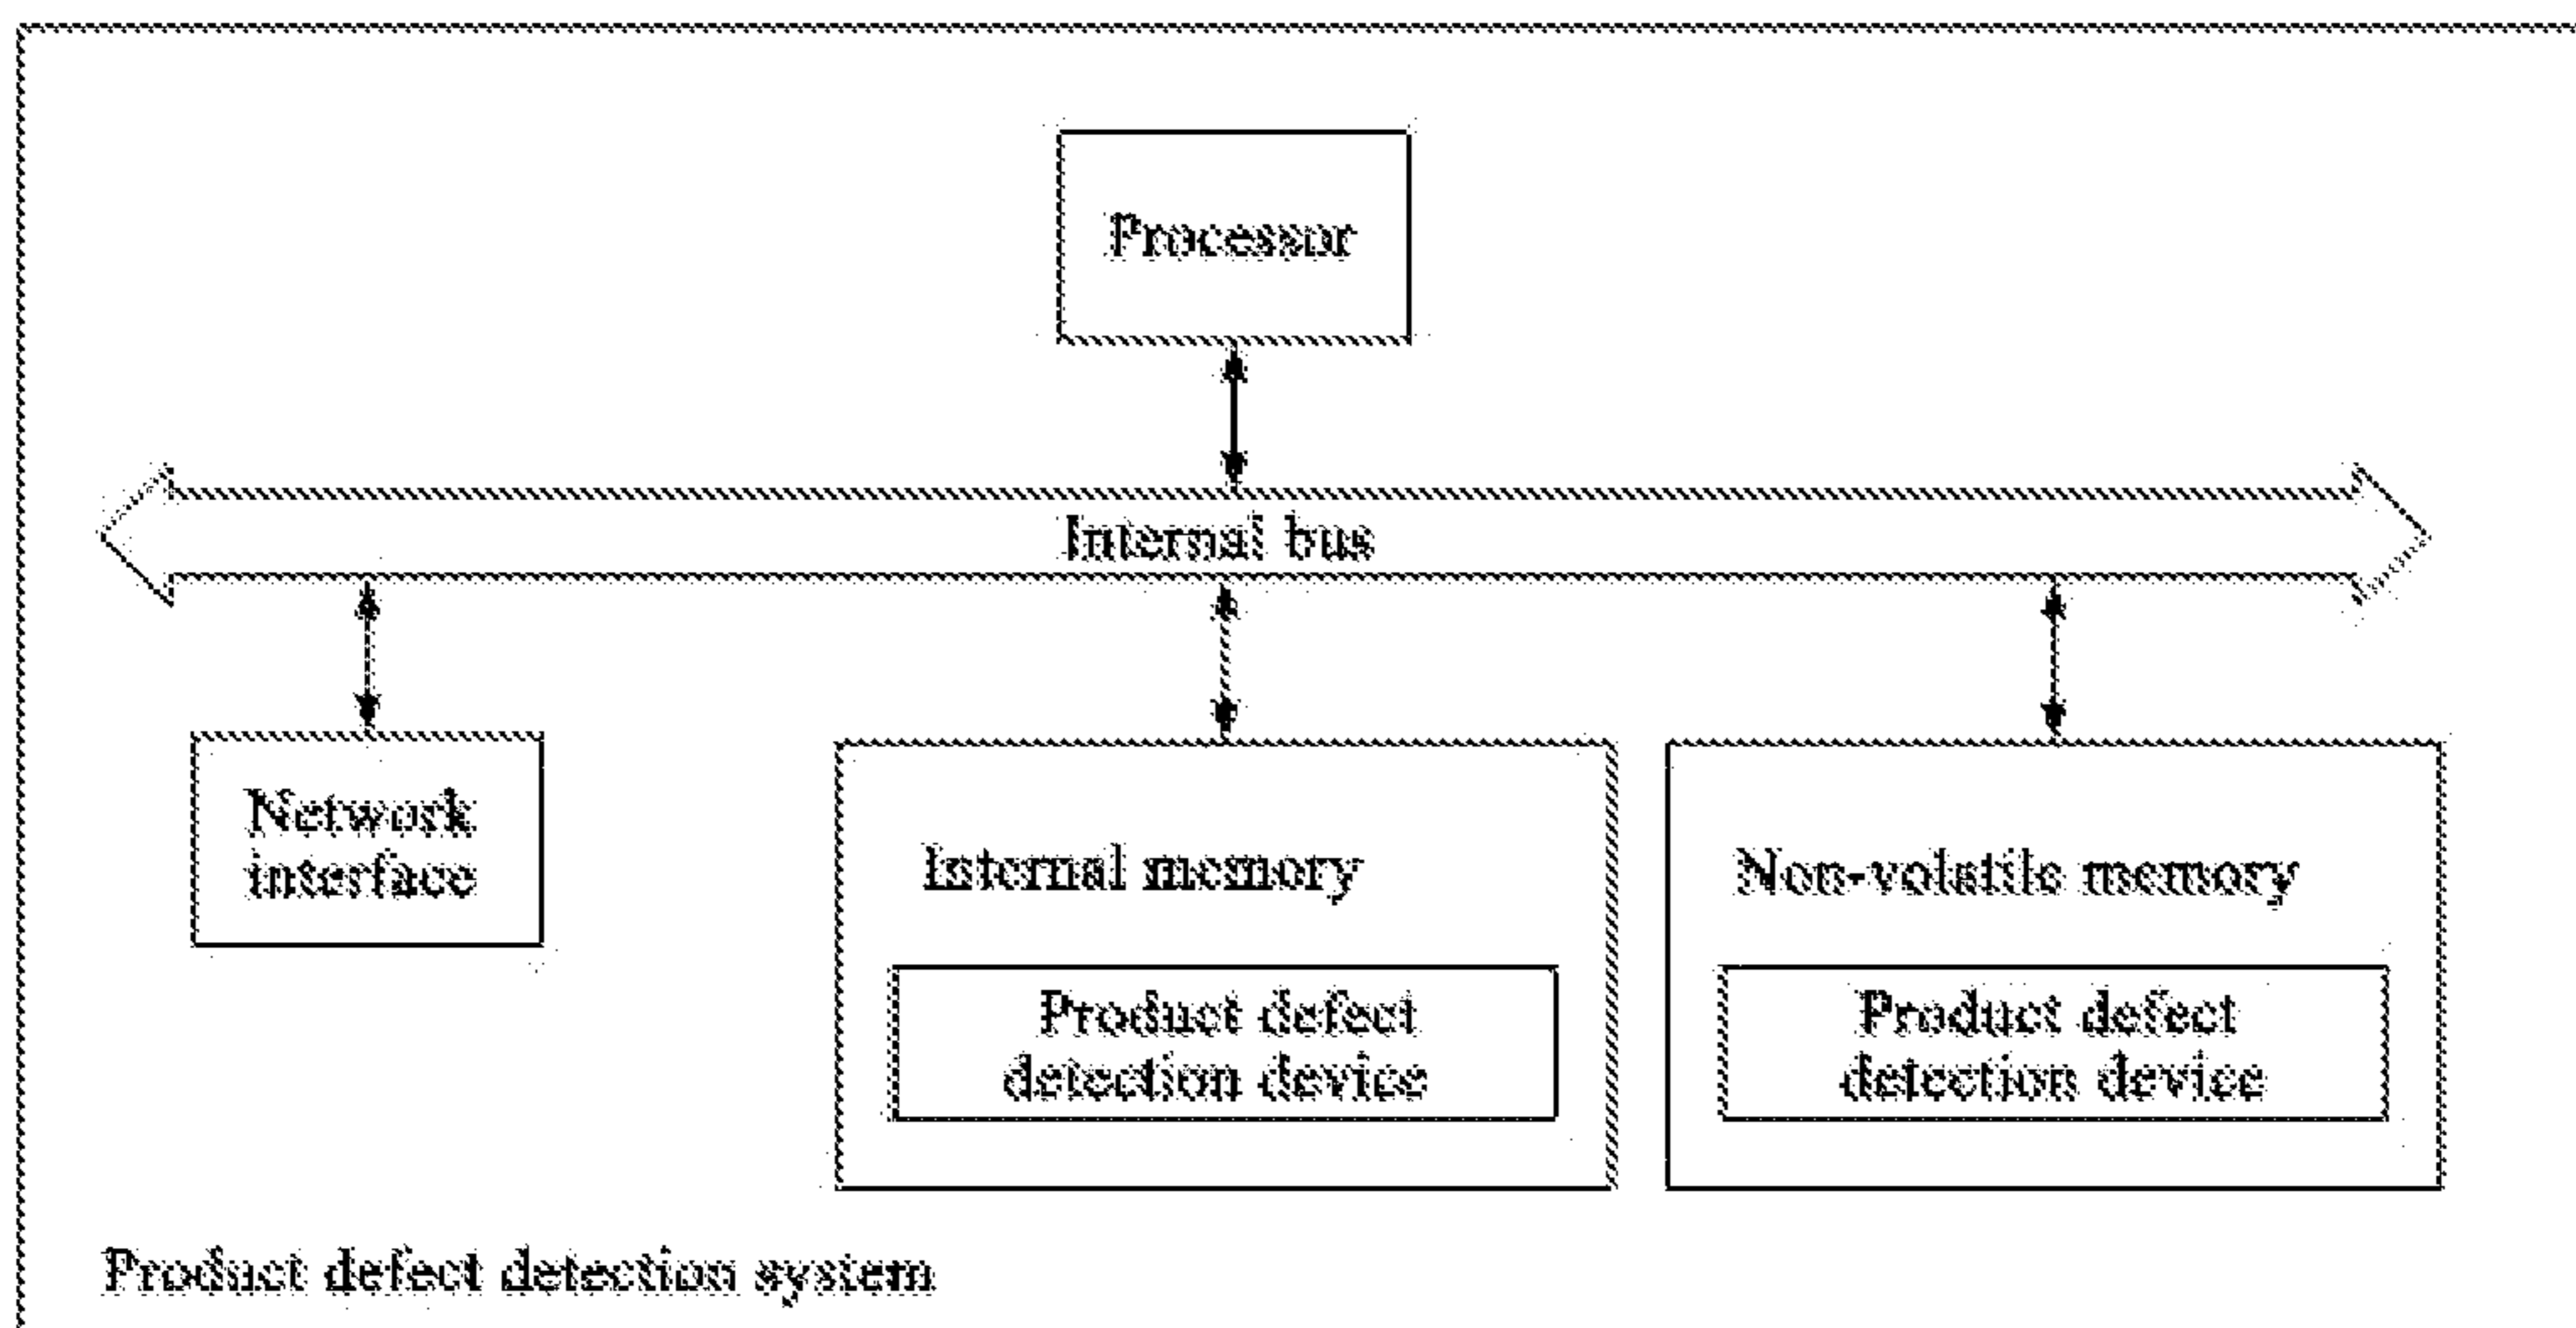 Processor
Internal bus
Network
interface
Internal memory
Non-volatile memory
Product defect
detection device
Product defect
detection device
Product defect detection system